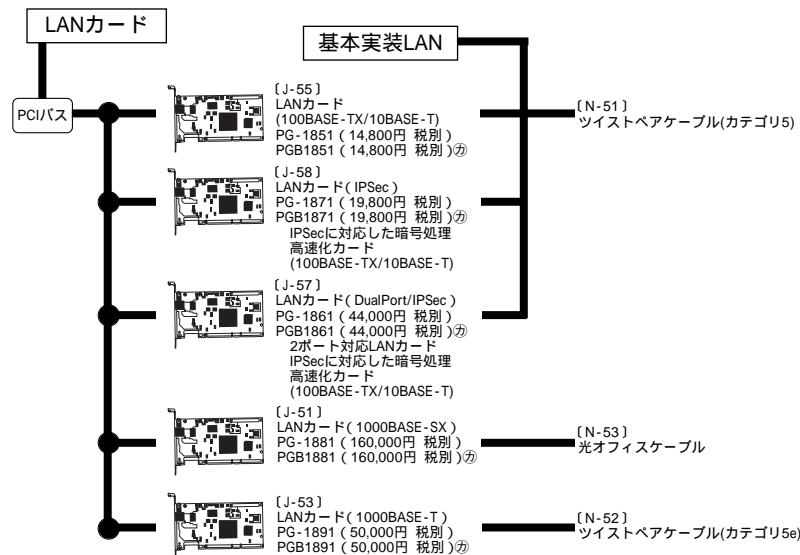 LANカード
基本実装LAN
PCIバス
〔J-55〕
LANカード
(100BASE-TX/10BASE-T)
PG-1851（14,800円 税別）
PGB1851（14,800円 税別）㋕
〔N-51〕
ツイストペアケーブル(カテゴリ5)
〔J-58〕
LANカード（IPSec）
PG-1871（19,800円 税別）
PGB1871（19,800円 税別）㋕
IPSecに対応した暗号処理
高速化カード
(100BASE-TX/10BASE-T)
〔J-57〕
LANカード（DualPort/IPSec）
PG-1861（44,000円 税別）
PGB1861（44,000円 税別）㋕
2ポート対応LANカード
IPSecに対応した暗号処理
高速化カード
(100BASE-TX/10BASE-T)
〔J-51〕
LANカード（1000BASE-SX）
PG-1881（160,000円 税別）
PGB1881（160,000円 税別）㋕
〔N-53〕
光オフィスケーブル
〔J-53〕
LANカード（1000BASE-T）
PG-1891（50,000円 税別）
PGB1891（50,000円 税別）㋕
〔N-52〕
ツイストペアケーブル(カテゴリ5e)